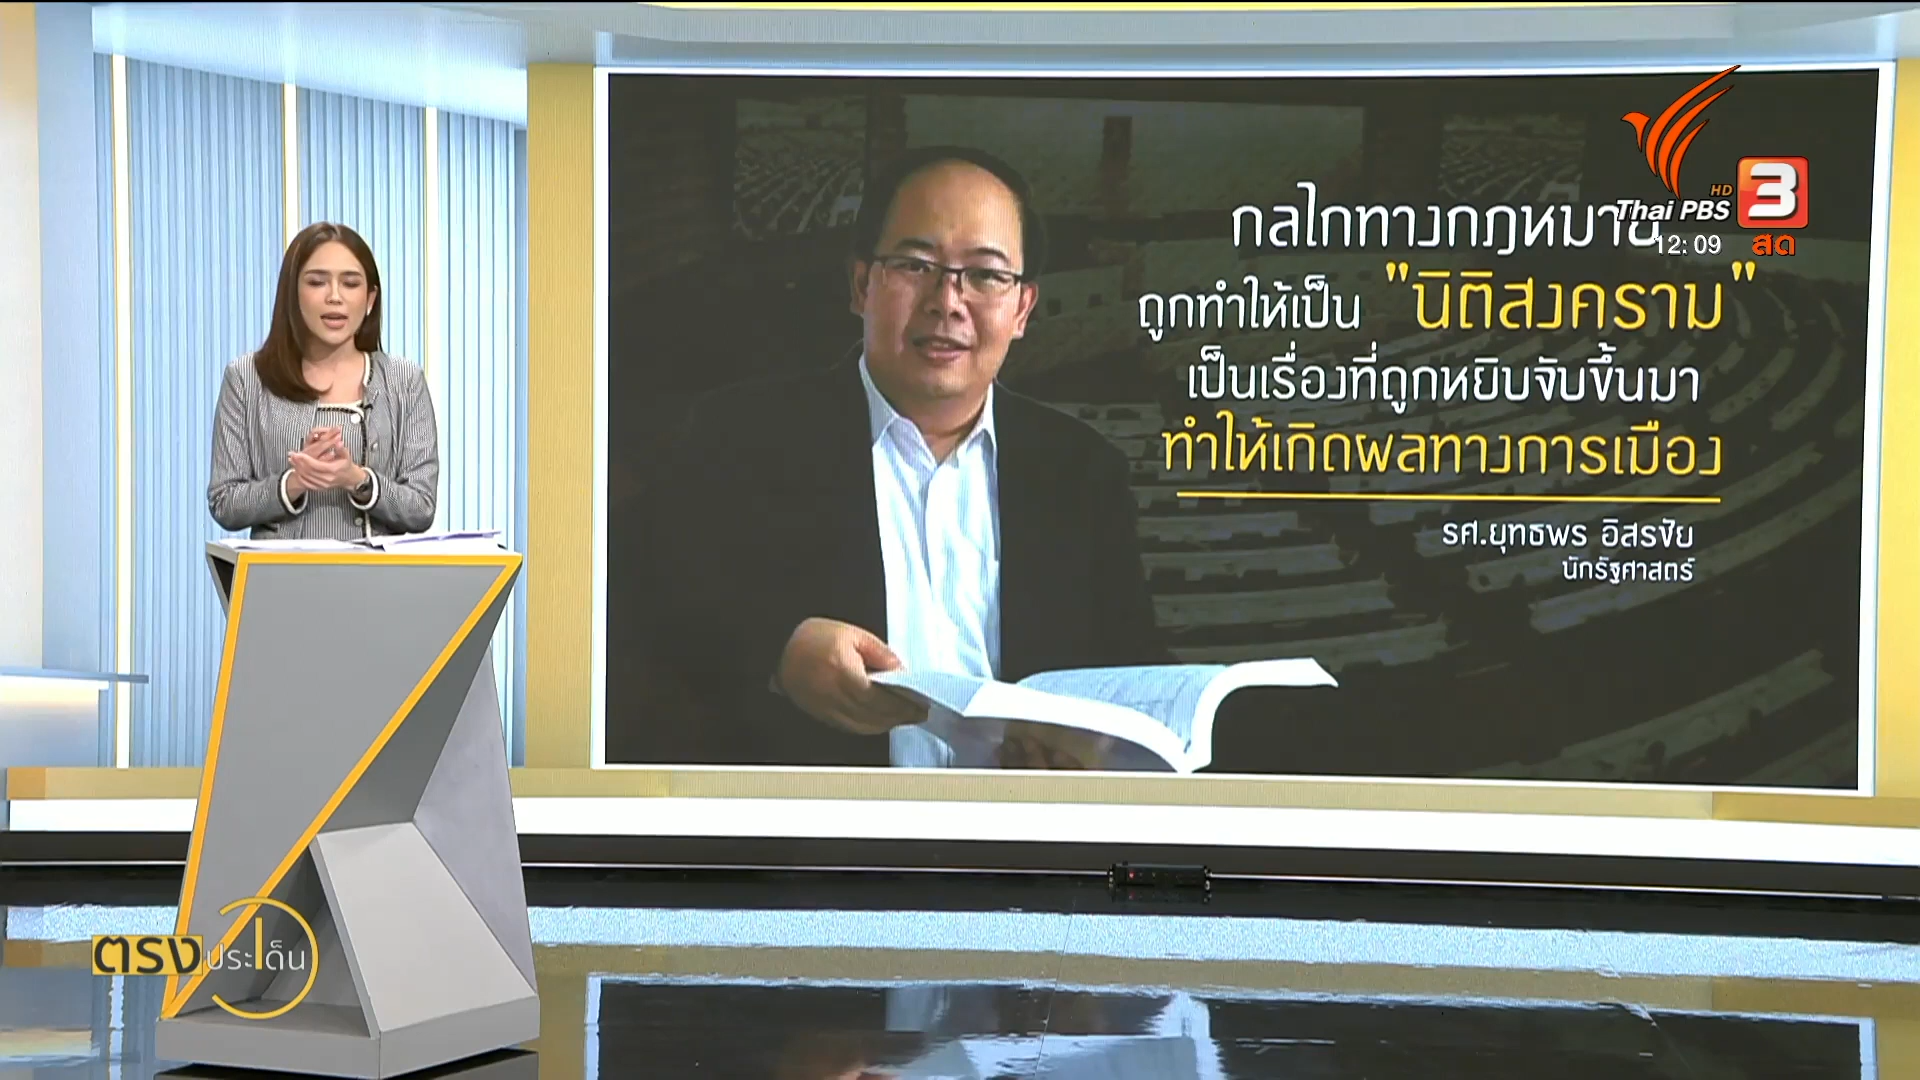 กลไกทางกฎหมาย
ถูกทำให้เป็น "นิติสงคราม"
เป็นเรื่องที่ถูกหยิบจับขึ้นมา
ทำให้เกิดผลทางการเมือง
รศ.ยุทธพร อิสรชัย
นักรัฐศาสตร์
HD
Thai PBS 3
12:09 สด
ตรงประเด็น